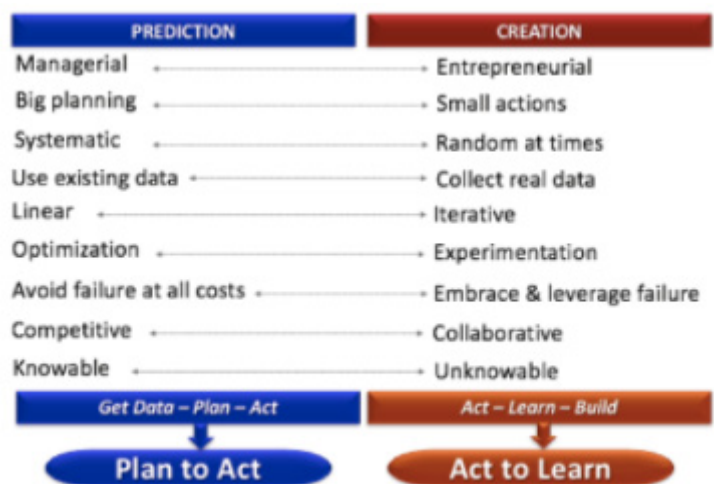 PREDICTION CREATION
Managerial Entrepreneurial
Big planning Small actions
Systematic Random at times
Use existing data Collect real data
Linear Iterative
Optimization Experimentation
Avoid failure at all costs Embrace & leverage failure
Competitive Collaborative
Knowable Unknowable
Get Data – Plan – Act Act – Learn – Build
Plan to Act Act to Learn